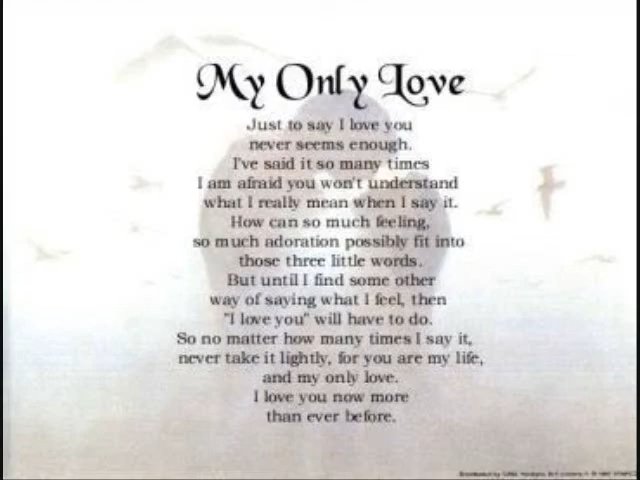 My Only Love
Just to say I love you
never seems enough.
I've said it so many times
I am afraid you won't understand
what I really mean when I say it.
How can so much feeling,
so much adoration possibly fit into
those three little words.
But until I find some other
way of saying what I feel, then
"I love you" will have to do.
So no matter how many times I say it,
never take it lightly, for you are my life,
and my only love.
I love you now more
than ever before.